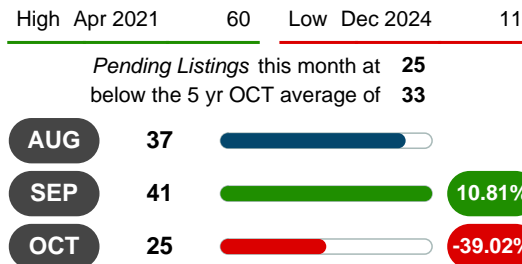 High Apr 2021 60 Low Dec 2024 11
Pending Listings this month at 25
below the 5 yr OCT average of 33
AUG 37
SEP 41 10.81%
OCT 25 -39.02%